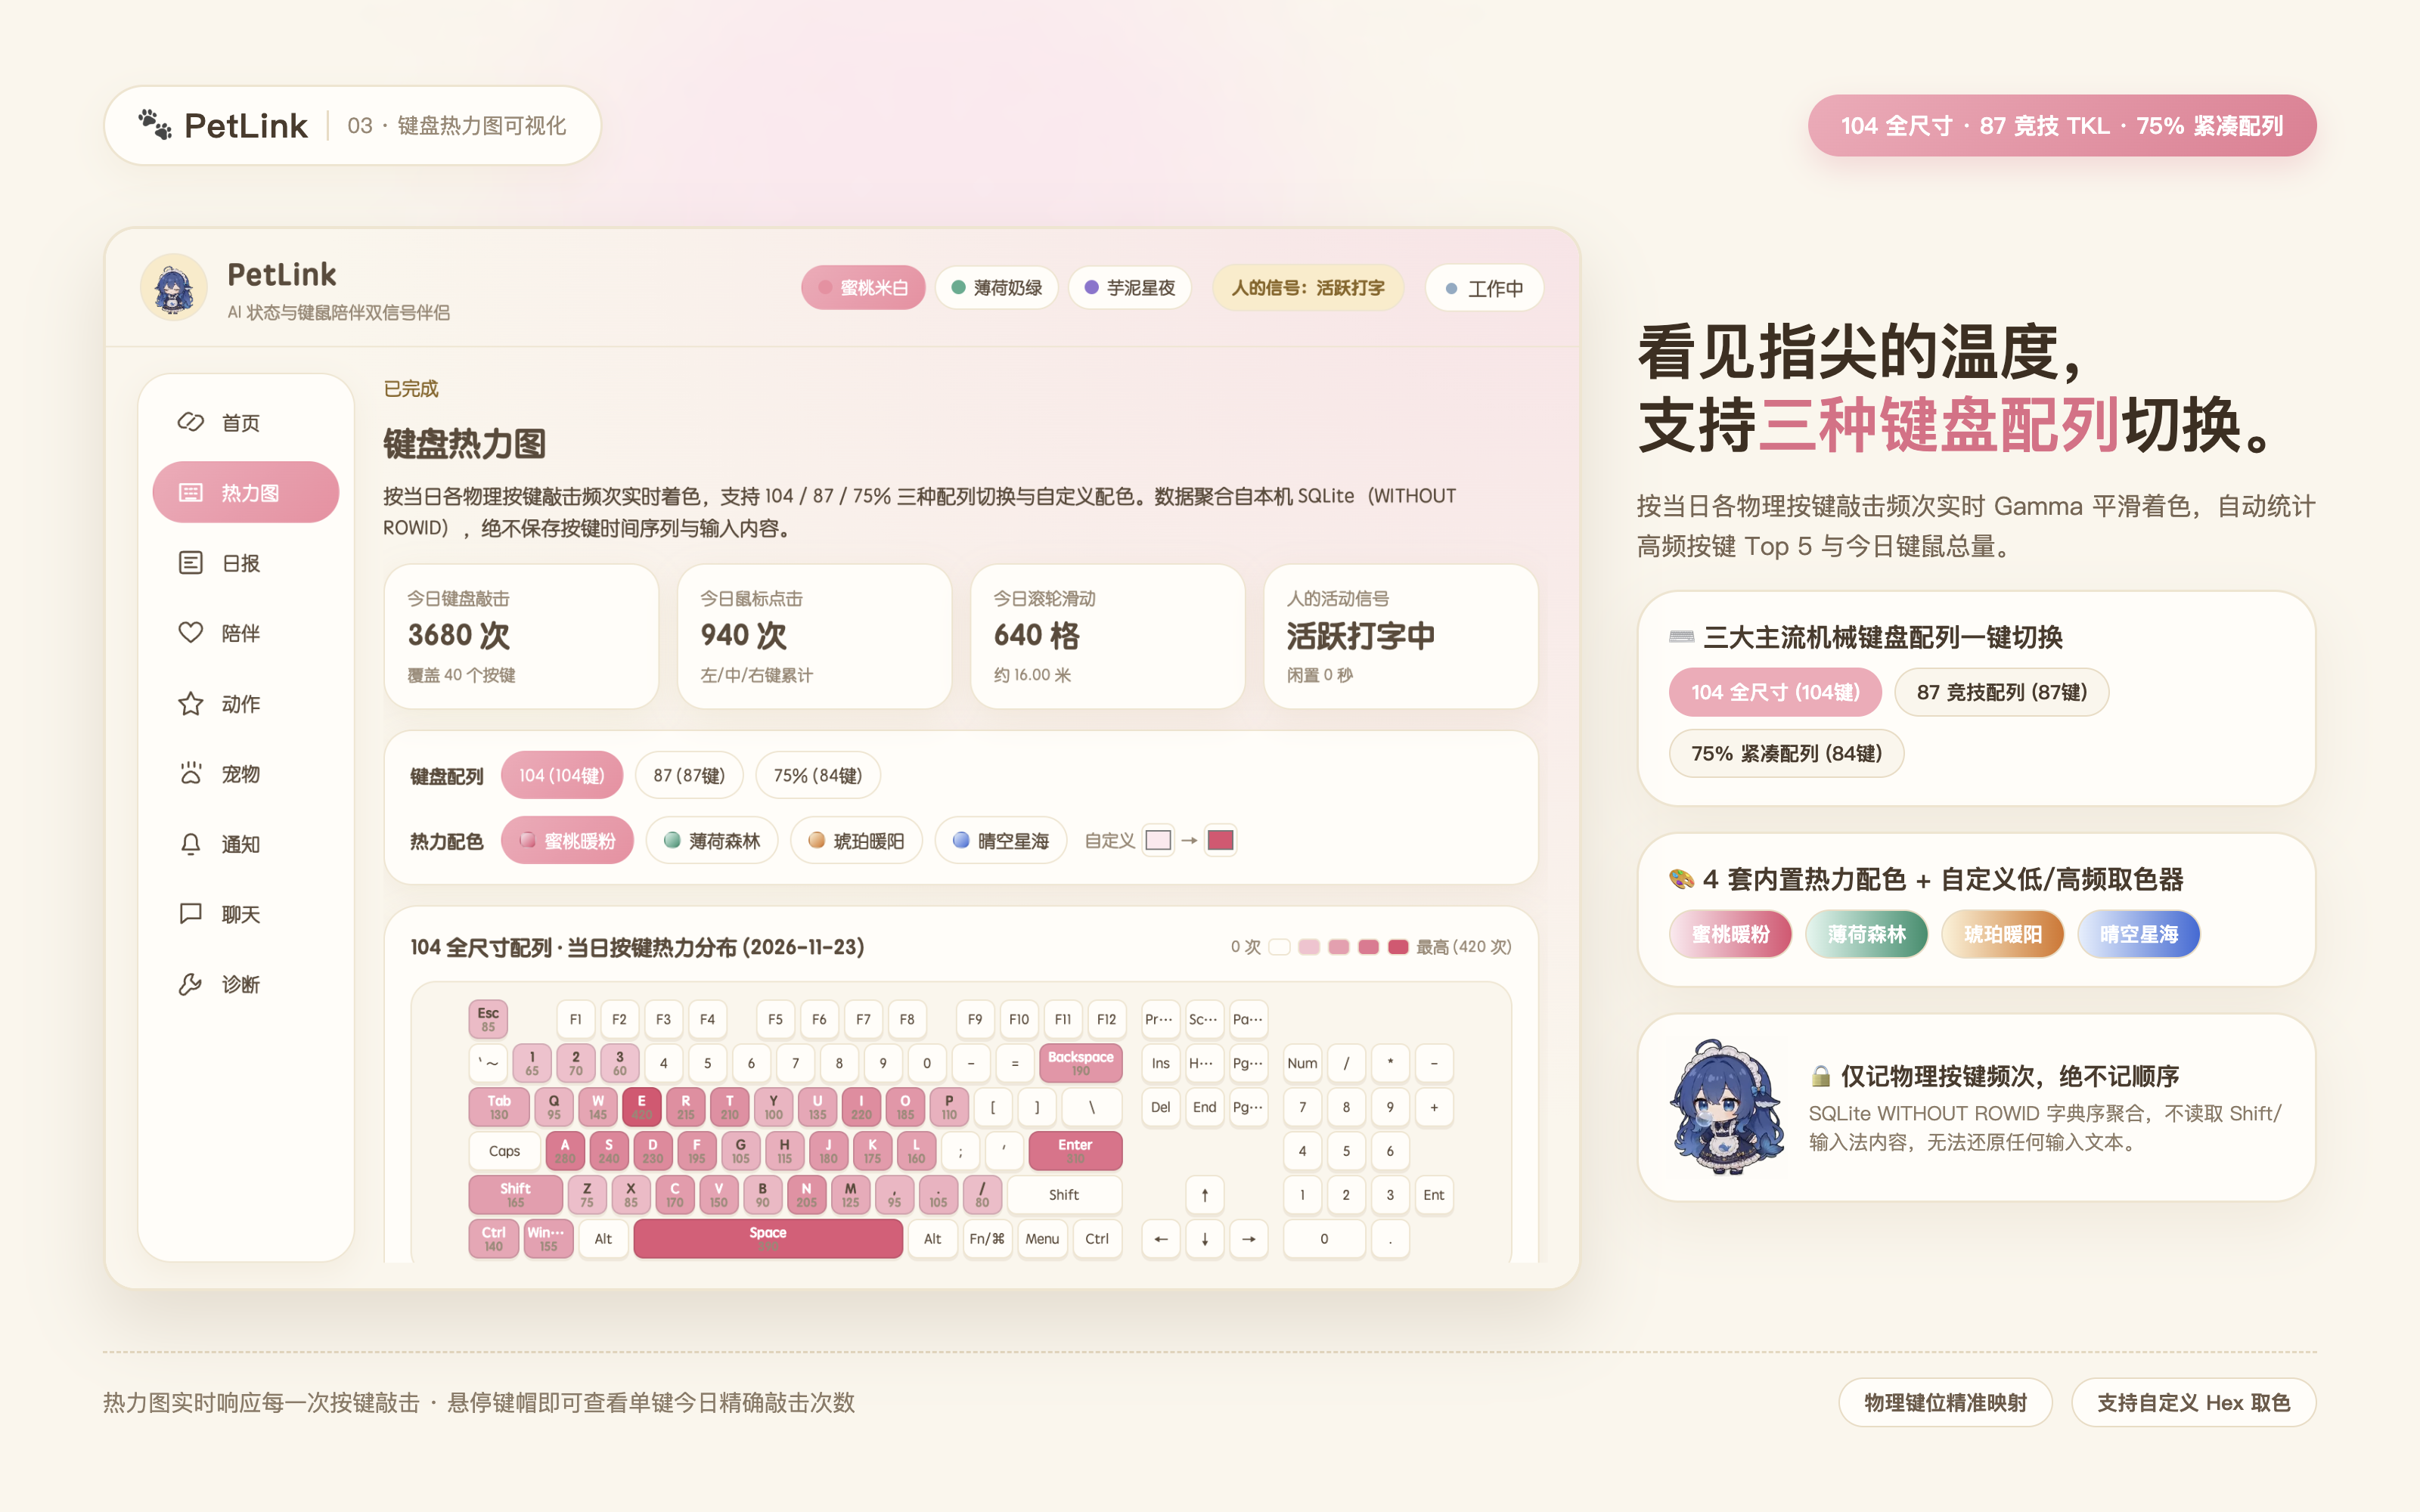 PetLink
03 · 键盘热力图可视化
104 全尺寸 · 87 竞技 TKL · 75% 紧凑配列
PetLink
AI 状态与键鼠陪伴双信号伴侣
蜜桃米白
薄荷奶绿
芋泥星夜
人的信号：活跃打字
工作中
首页
热力图
日报
陪伴
动作
宠物
通知
聊天
诊断
已完成
键盘热力图
按当日各物理按键敲击频次实时着色，支持 104 / 87 / 75% 三种配列切换与自定义配色。数据聚合自本机 SQLite（WITHOUT
ROWID），绝不保存按键时间序列与输入内容。
今日键盘敲击
3680 次
覆盖 40 个按键
今日鼠标点击
940 次
左/中/右键累计
今日滚轮滑动
640 格
约 16.00 米
人的活动信号
活跃打字中
闲置 0 秒
键盘配列
104 (104键)
87 (87键)
75% (84键)
热力配色
蜜桃暖粉
薄荷森林
琥珀暖阳
晴空星海
自定义
→
104 全尺寸配列 · 当日按键热力分布 (2026-11-23)
0 次
最高 (420 次)
Esc 85 F1 F2 F3 F4 F5 F6 F7 F8 F9 F10 F11 F12 Pr··· Sc··· Pa···
`~ 1 65 2 70 3 60 4 5 6 7 8 9 0 - = Backspace 190 Ins H··· Pg··· Num / * -
Tab 130 Q 95 W 145 E 420 R 215 T 210 Y 100 U 135 I 220 O 185 P 110 [ ] \ Del End Pg··· 7 8 9 +
Caps A 280 S 240 D 230 F 195 G 105 H 115 J 180 K 175 L 160 ; ' Enter 4 5 6
Shift 165 Z 75 X 85 C 170 V 150 B 90 N 205 M 125 , 95 . 105 / 80 Shift ↑ 1 2 3 Ent
Ctrl 140 Win··· 155 Alt Space Alt Fn/⌘ Menu Ctrl ← ↓ → 0 .
看见指尖的温度，
支持三种键盘配列切换。
按当日各物理按键敲击频次实时 Gamma 平滑着色，自动统计
高频按键 Top 5 与今日键鼠总量。
三大主流机械键盘配列一键切换
104 全尺寸 (104键)
87 竞技配列 (87键)
75% 紧凑配列 (84键)
4 套内置热力配色 + 自定义低/高频取色器
蜜桃暖粉
薄荷森林
琥珀暖阳
晴空星海
仅记物理按键频次，绝不记顺序
SQLite WITHOUT ROWID 字典序聚合，不读取 Shift/
输入法内容，无法还原任何输入文本。
热力图实时响应每一次按键敲击 · 悬停键帽即可查看单键今日精确敲击次数
物理键位精准映射
支持自定义 Hex 取色